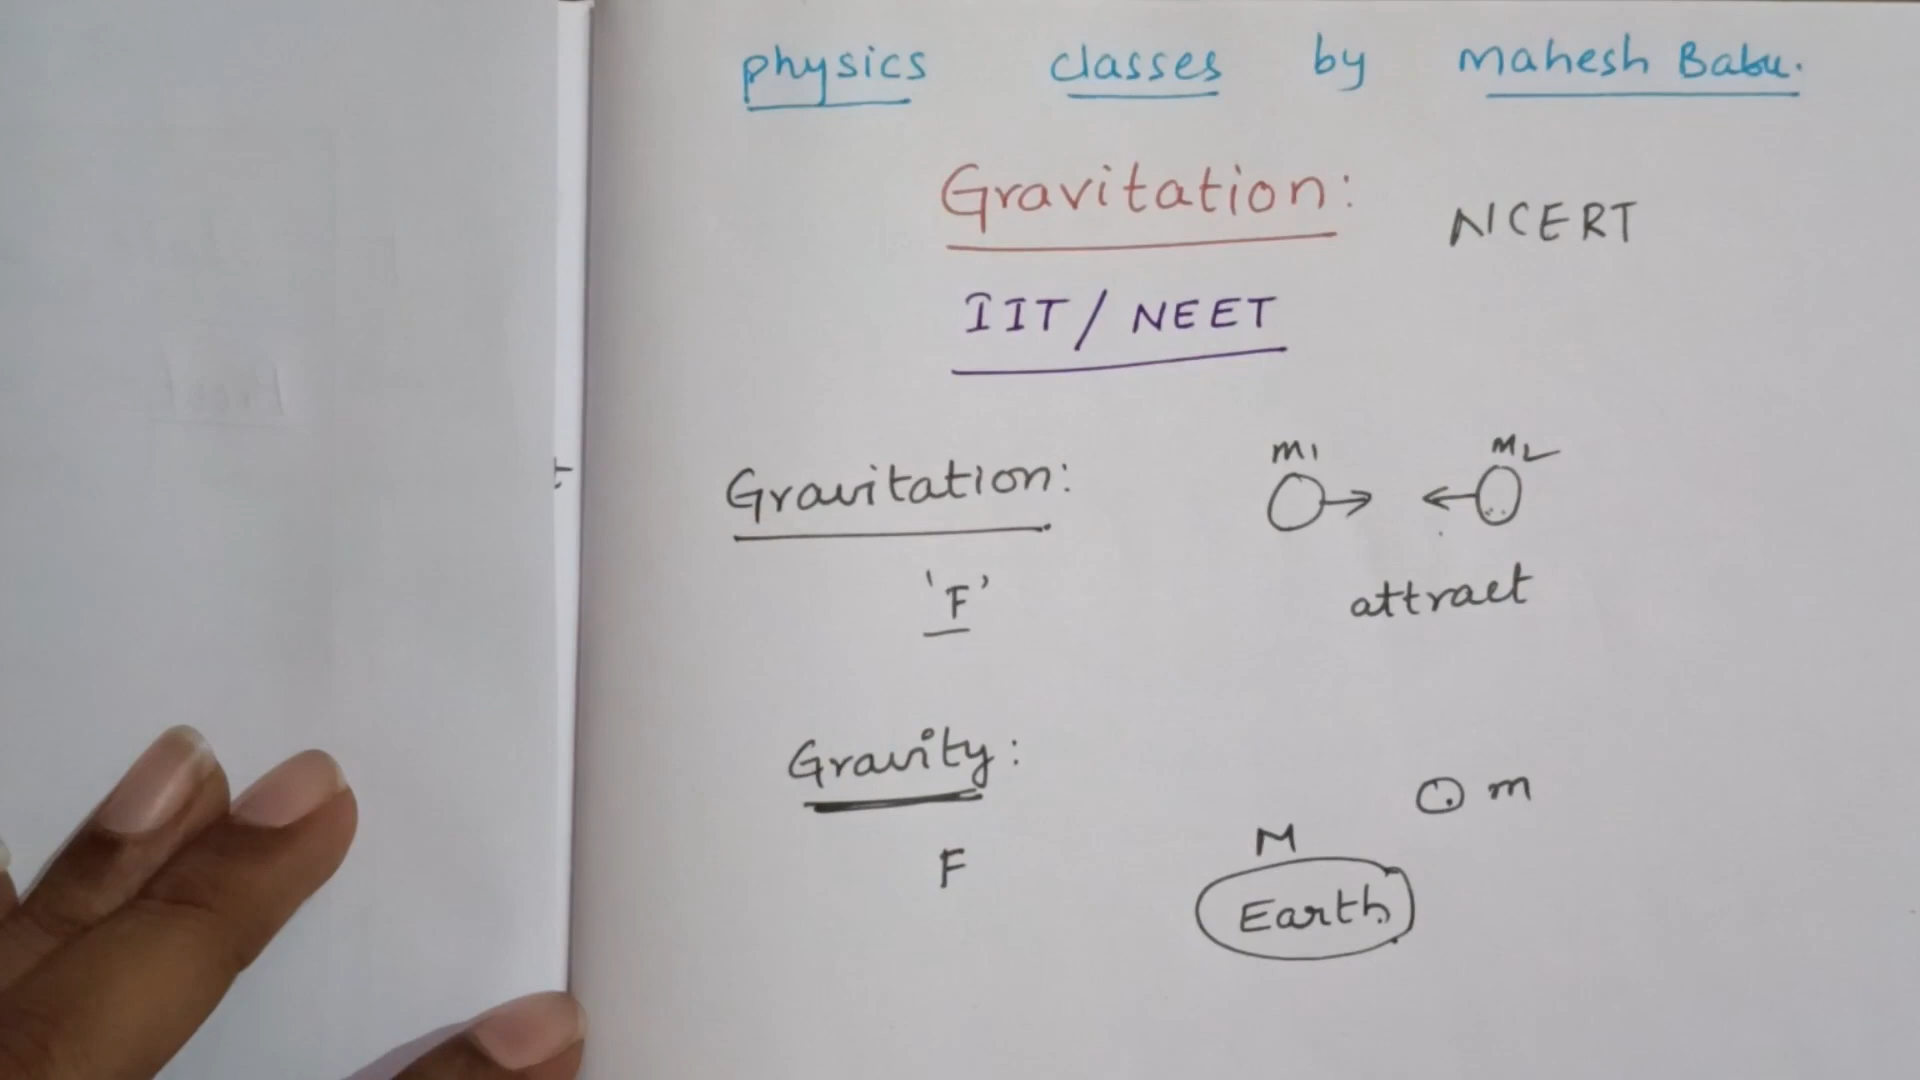 physics classes by Mahesh Babu.
Gravitation:
NCERT
IIT / NEET
Gravitation:
m1 M2
'F'
attract
Gravity:
m
M
F
Earth